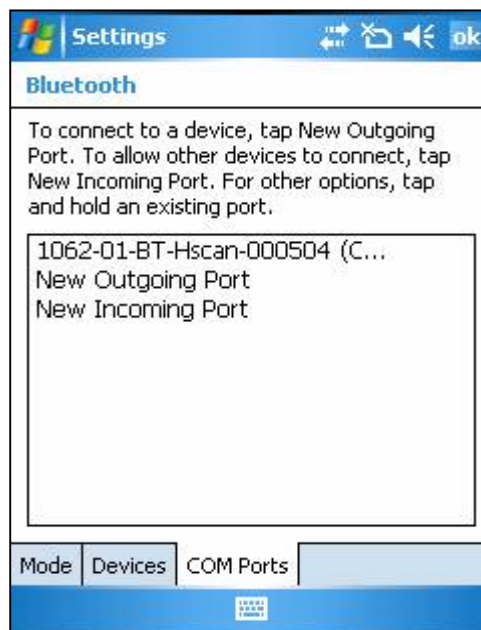 Settings
ok
Bluetooth
To connect to a device, tap New Outgoing
Port. To allow other devices to connect, tap
New Incoming Port. For other options, tap
and hold an existing port.
1062-01-BT-Hscan-000504 (C...
New Outgoing Port
New Incoming Port
Mode Devices COM Ports